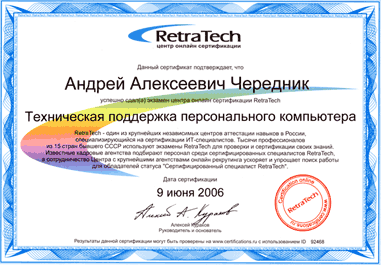 RetraTech
центр онлайн сертификации
Данный сертификат подтверждает, что
Андрей Алексеевич Чередник
успешно сдал(а) экзамен центра онлайн сертификации RetraTech
Техническая поддержка персонального компьютера
RetraTech - один из крупнейших независимых центров аттестации навыков в России,
специализирующийся на сертификации ИТ-специалистов. Тысячи профессионалов
из 15 стран бывшего СССР используют экзамены RetraTech для проверки и сертификации своих знаний.
Известные кадровые агентства подбирают персонал среди сертифицированных специалистов RetraTech,
а сотрудничество Центра с крупнейшими агентствами онлайн рекрутинга ускоряет и упрощает поиск работы
для обладателей статуса "Сертифицированный специалист RetraTech".
Дата сертификации
9 июня 2006
Алексей А. Кураков
Алексей Кураков
Руководитель и основатель
RetraTech
Результаты данной сертификации могут быть проверены на www.certifications.ru с использованием ID 92468